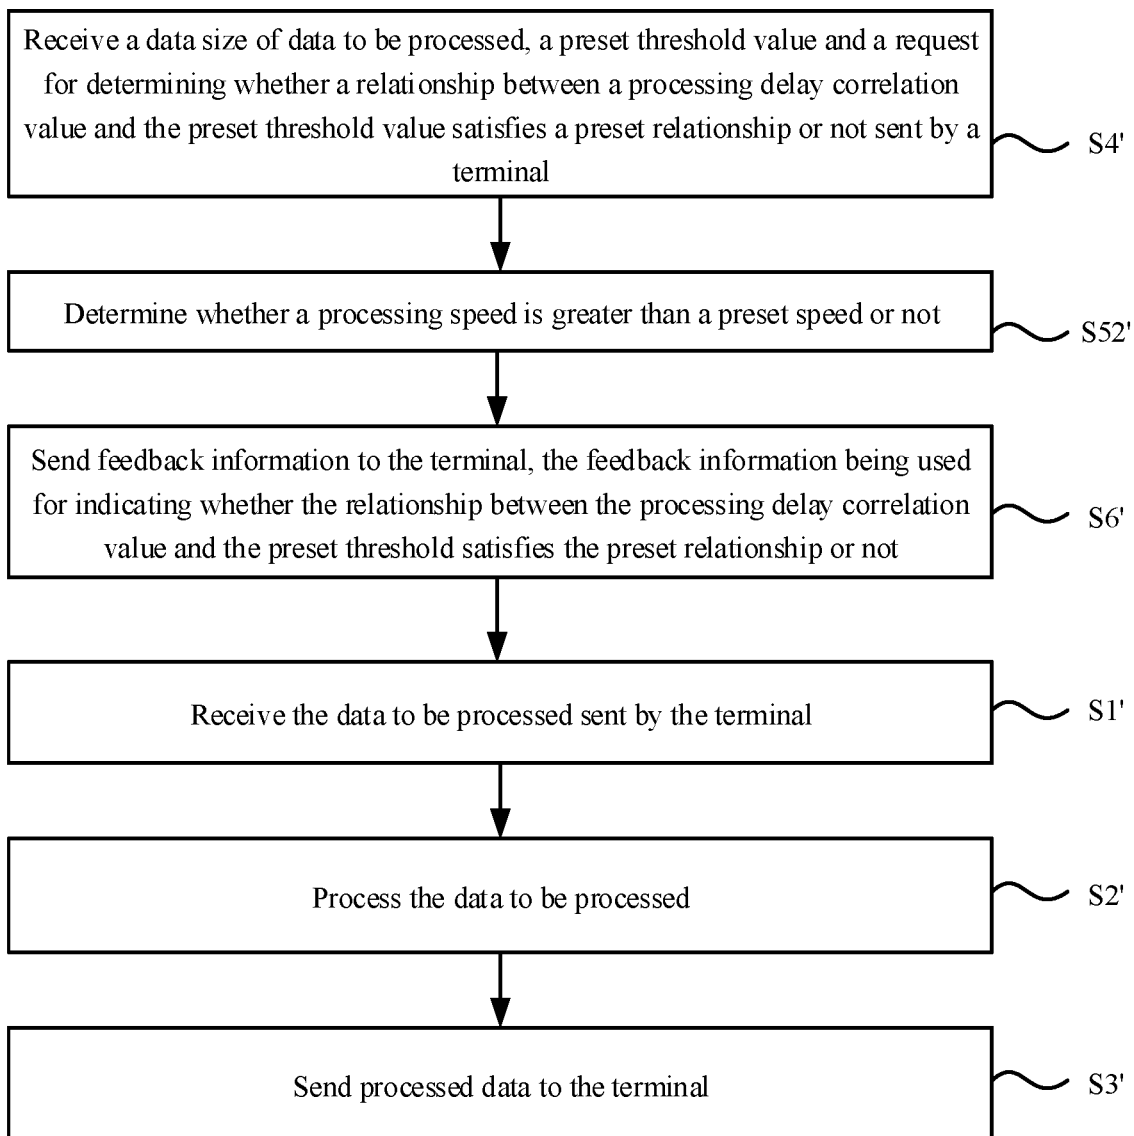 Receive a data size of data to be processed, a preset threshold value and a request
for determining whether a relationship between a processing delay correlation
value and the preset threshold value satisfies a preset relationship or not sent by a
terminal
S4'
Determine whether a processing speed is greater than a preset speed or not
S52'
Send feedback information to the terminal, the feedback information being used
for indicating whether the relationship between the processing delay correlation
value and the preset threshold satisfies the preset relationship or not
S6'
Receive the data to be processed sent by the terminal
S1'
Process the data to be processed
S2'
Send processed data to the terminal
S3'